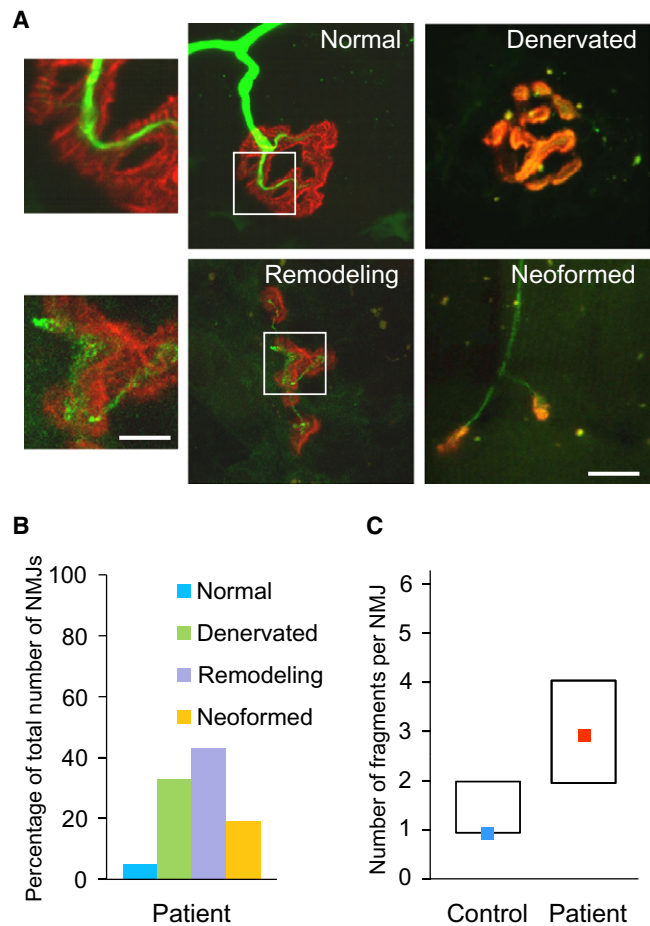 A
Normal
Denervated
Remodeling
Neoformed
B
Percentage of total number of NMJs
100
80
60
40
20
0
Normal
Denervated
Remodeling
Neoformed
Patient
C
Number of fragments per NMJ
6
5
4
3
2
1
0
Control
Patient